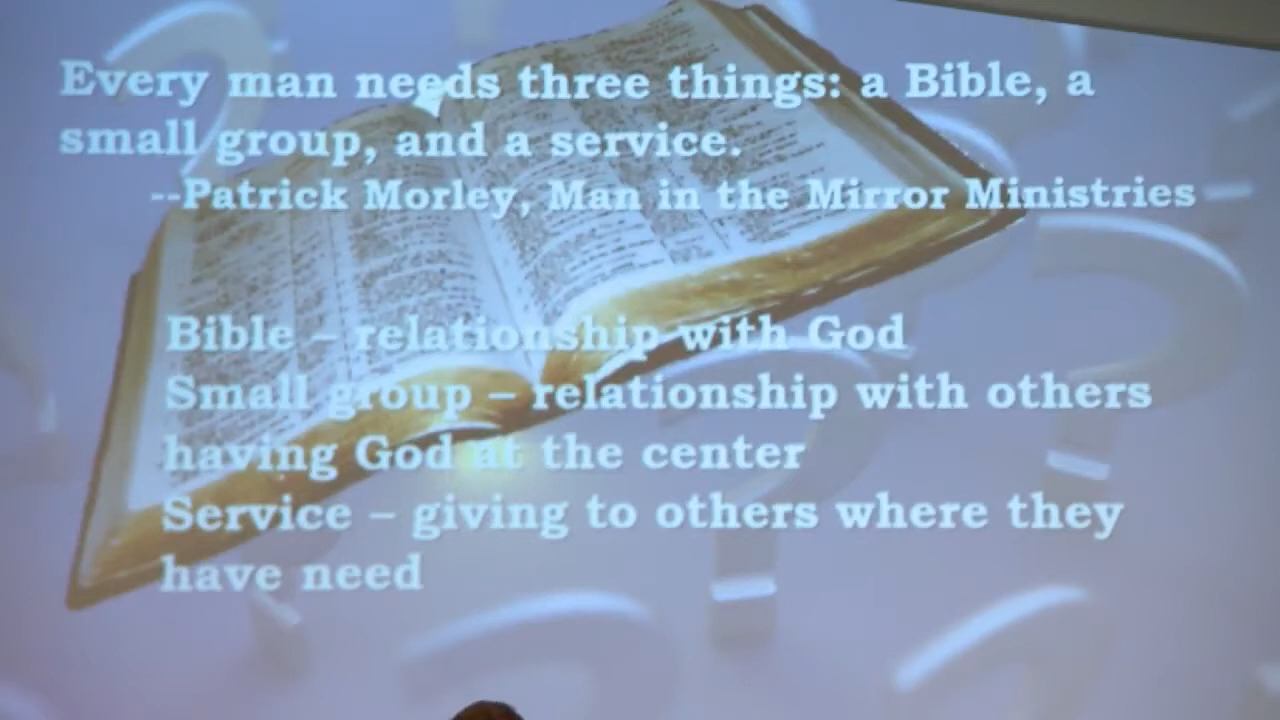 Every man needs three things: a Bible, a
small group, and a service.
--Patrick Morley, Man in the Mirror Ministries
Bible – relationship with God
Small group – relationship with others
having God at the center
Service – giving to others where they
have need